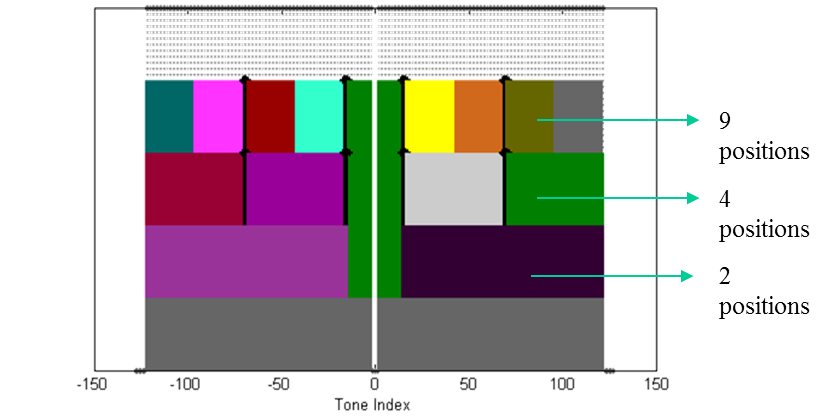 9
positions
4
positions
2
positions
-150 -100 -50 0 50 100 150
Tone Index